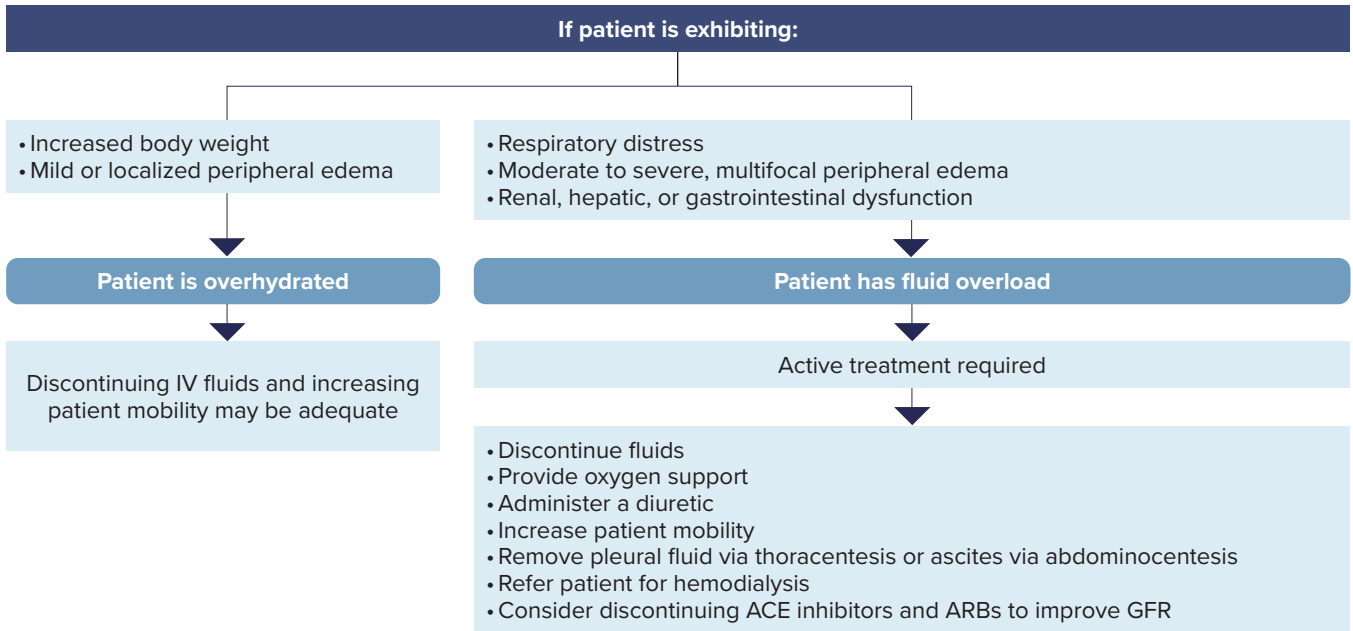 If patient is exhibiting:
• Increased body weight
• Mild or localized peripheral edema
• Respiratory distress
• Moderate to severe, multifocal peripheral edema
• Renal, hepatic, or gastrointestinal dysfunction
Patient is overhydrated
Patient has fluid overload
Discontinuing IV fluids and increasing
patient mobility may be adequate
Active treatment required
• Discontinue fluids
• Provide oxygen support
• Administer a diuretic
• Increase patient mobility
• Remove pleural fluid via thoracentesis or ascites via abdominocentesis
• Refer patient for hemodialysis
• Consider discontinuing ACE inhibitors and ARBs to improve GFR